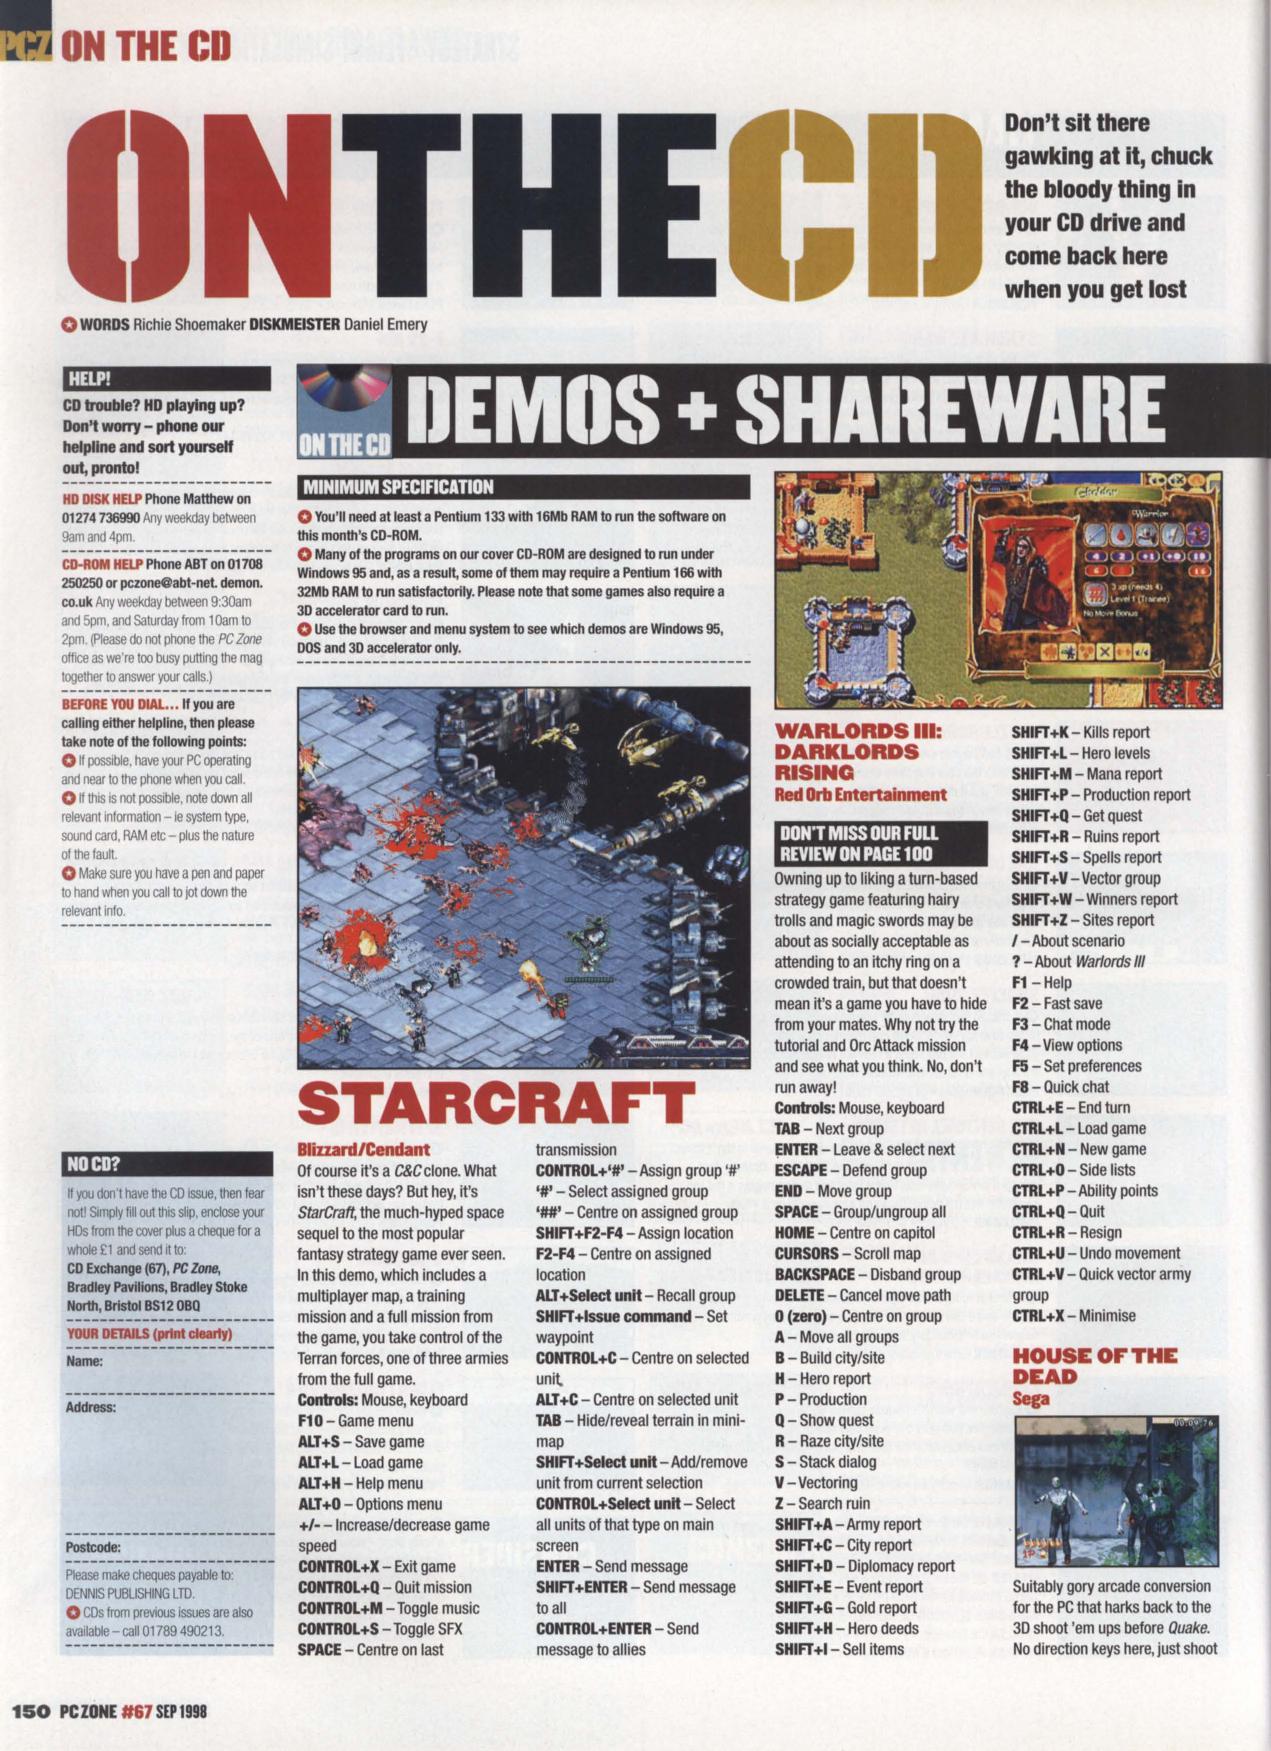 PCZ ON THE CD
ON THE CD
Don't sit there
gawking at it, chuck
the bloody thing in
your CD drive and
come back here
when you get lost
WORDS Richie Shoemaker DISKMEISTER Daniel Emery
HELP!
CD trouble? HD playing up?
Don't worry – phone our
helpline and sort yourself
out, pronto!
HD DISK HELP Phone Matthew on
01274 736990 Any weekday between
9am and 4pm.
CD-ROM HELP Phone ABT on 01708
250250 or pczone@abt-net. demon.
co.uk Any weekday between 9:30am
and 5pm, and Saturday from 10am to
2pm. (Please do not phone the PC Zone
office as we're too busy putting the mag
together to answer your calls.)
BEFORE YOU DIAL... If you are
calling either helpline, then please
take note of the following points:
If possible, have your PC operating
and near to the phone when you call.
If this is not possible, note down all
relevant information – ie system type,
sound card, RAM etc – plus the nature
of the fault.
Make sure you have a pen and paper
to hand when you call to jot down the
relevant info.
NO CD?
If you don't have the CD issue, then fear
not! Simply fill out this slip, enclose your
HDs from the cover plus a cheque for a
whole £1 and send it to:
CD Exchange (67), PC Zone,
Bradley Pavilions, Bradley Stoke
North, Bristol BS12 0BQ
YOUR DETAILS (print clearly)
Name:
Address:
Postcode:
Please make cheques payable to:
DENNIS PUBLISHING LTD.
CDs from previous issues are also
available – call 01789 490213.
ON THE CD
DEMOS + SHAREWARE
MINIMUM SPECIFICATION
You'll need at least a Pentium 133 with 16Mb RAM to run the software on
this month's CD-ROM.
Many of the programs on our cover CD-ROM are designed to run under
Windows 95 and, as a result, some of them may require a Pentium 166 with
32Mb RAM to run satisfactorily. Please note that some games also require a
3D accelerator card to run.
Use the browser and menu system to see which demos are Windows 95,
DOS and 3D accelerator only.
STARCRAFT
Blizzard/Cendant
Of course it's a C&C clone. What
isn't these days? But hey, it's
StarCraft, the much-hyped space
sequel to the most popular
fantasy strategy game ever seen.
In this demo, which includes a
multiplayer map, a training
mission and a full mission from
the game, you take control of the
Terran forces, one of three armies
from the full game.
Controls: Mouse, keyboard
F10 – Game menu
ALT+S – Save game
ALT+L – Load game
ALT+H – Help menu
ALT+O – Options menu
+/- – Increase/decrease game
speed
CONTROL+X – Exit game
CONTROL+Q – Quit mission
CONTROL+M – Toggle music
CONTROL+S – Toggle SFX
SPACE – Centre on last
transmission
CONTROL+'#' – Assign group '#'
'#' – Select assigned group
'##' – Centre on assigned group
SHIFT+F2-F4 – Assign location
F2-F4 – Centre on assigned
location
ALT+Select unit – Recall group
SHIFT+Issue command – Set
waypoint
CONTROL+C – Centre on selected
unit
ALT+C – Centre on selected unit
TAB – Hide/reveal terrain in mini-
map
SHIFT+Select unit – Add/remove
unit from current selection
CONTROL+Select unit – Select
all units of that type on main
screen
ENTER – Send message
SHIFT+ENTER – Send message
to all
CONTROL+ENTER – Send
message to allies
Warrior
3 xp (needs 4)
Level 1 (Trainee)
No Move Bonus
WARLORDS III:
DARKLORDS
RISING
Red Orb Entertainment
DON'T MISS OUR FULL
REVIEW ON PAGE 100
Owning up to liking a turn-based
strategy game featuring hairy
trolls and magic swords may be
about as socially acceptable as
attending to an itchy ring on a
crowded train, but that doesn't
mean it's a game you have to hide
from your mates. Why not try the
tutorial and Orc Attack mission
and see what you think. No, don't
run away!
Controls: Mouse, keyboard
TAB – Next group
ENTER – Leave & select next
ESCAPE – Defend group
END – Move group
SPACE – Group/ungroup all
HOME – Centre on capitol
CURSORS – Scroll map
BACKSPACE – Disband group
DELETE – Cancel move path
0 (zero) – Centre on group
A – Move all groups
B – Build city/site
H – Hero report
P – Production
Q – Show quest
R – Raze city/site
S – Stack dialog
V – Vectoring
Z – Search ruin
SHIFT+A – Army report
SHIFT+C – City report
SHIFT+D – Diplomacy report
SHIFT+E – Event report
SHIFT+G – Gold report
SHIFT+H – Hero deeds
SHIFT+I – Sell items
SHIFT+K – Kills report
SHIFT+L – Hero levels
SHIFT+M – Mana report
SHIFT+P – Production report
SHIFT+Q – Get quest
SHIFT+R – Ruins report
SHIFT+S – Spells report
SHIFT+V – Vector group
SHIFT+W – Winners report
SHIFT+Z – Sites report
/ – About scenario
? – About Warlords III
F1 – Help
F2 – Fast save
F3 – Chat mode
F4 – View options
F5 – Set preferences
F8 – Quick chat
CTRL+E – End turn
CTRL+L – Load game
CTRL+N – New game
CTRL+O – Side lists
CTRL+P – Ability points
CTRL+Q – Quit
CTRL+R – Resign
CTRL+U – Undo movement
CTRL+V – Quick vector army
group
CTRL+X – Minimise
HOUSE OF THE
DEAD
Sega
00:09:76
1P
Suitably gory arcade conversion
for the PC that harks back to the
3D shoot 'em ups before Quake.
No direction keys here, just shoot
150 PC ZONE #67 SEP 1998